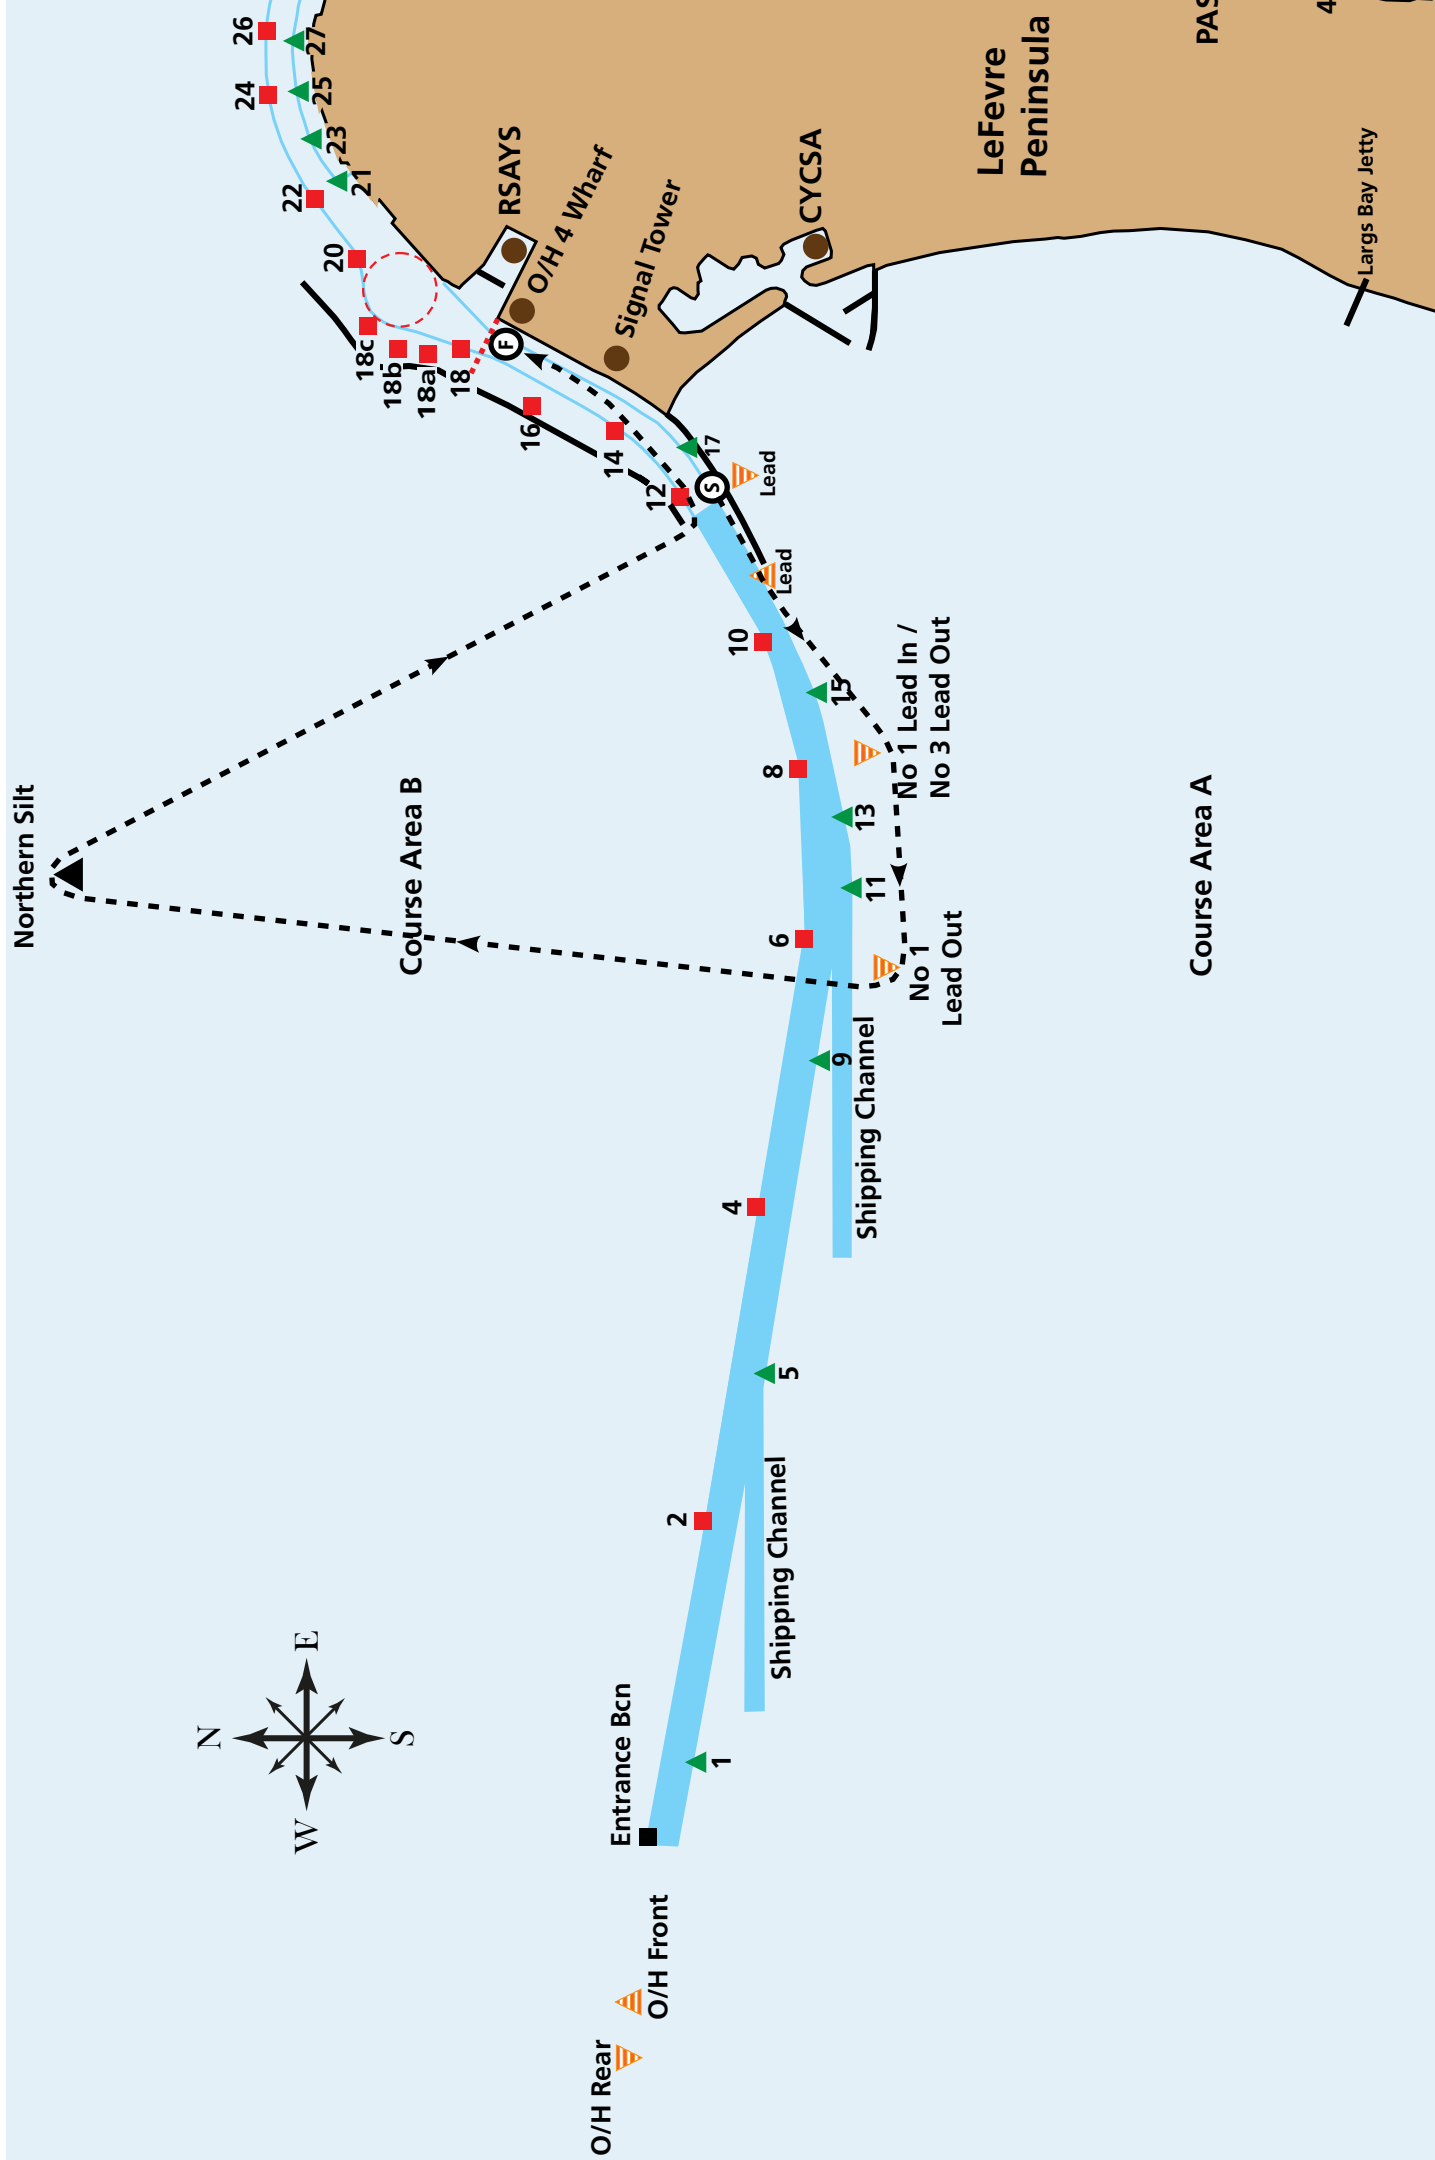 Northern Silt
26
27
24
25
23
22
21
20
18c
18b
18a
18
RSAYS
O/H 4 Wharf
F
16
14
Signal Tower
12
17
S
Lead
Lead
CYCSA
LeFevre
Peninsula
PAS
4
Largs Bay Jetty
10
15
8
13
11
6
No 1 Lead In /
No 3 Lead Out
No 1
Lead Out
Course Area B
Course Area A
9
Shipping Channel
4
5
2
Shipping Channel
1
Entrance Bcn
O/H Front
O/H Rear
N
E
S
W